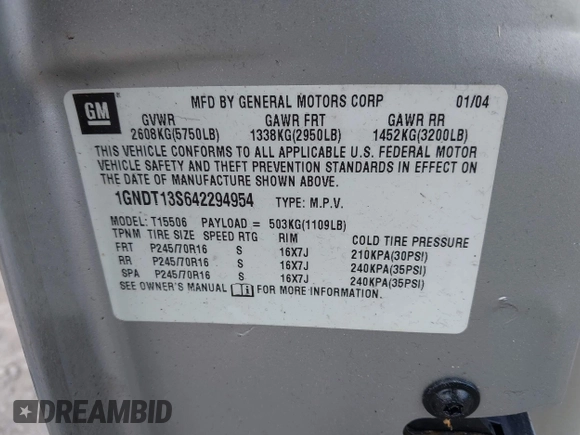 GM
MFD BY GENERAL MOTORS CORP 01/04
GVWR GAWR FRT GAWR RR
2608KG(5750LB) 1338KG(2950LB) 1452KG(3200LB)
THIS VEHICLE CONFORMS TO ALL APPLICABLE U.S. FEDERAL MOTOR
VEHICLE SAFETY AND THEFT PREVENTION STANDARDS IN EFFECT
ON THE DATE OF MANUFACTURE SHOWN ABOVE.
1GNDT13S642294954 TYPE: M.P.V.
MODEL: T15506 PAYLOAD = 503KG(1109LB)
TPNM TIRE SIZE SPEED RTG RIM COLD TIRE PRESSURE
FRT P245/70R16 S 16X7J 210KPA(30PSI)
RR P245/70R16 S 16X7J 240KPA(35PSI)
SPA P245/70R16 S 16X7J 240KPA(35PSI)
SEE OWNER'S MANUAL FOR MORE INFORMATION.
DREAMBID